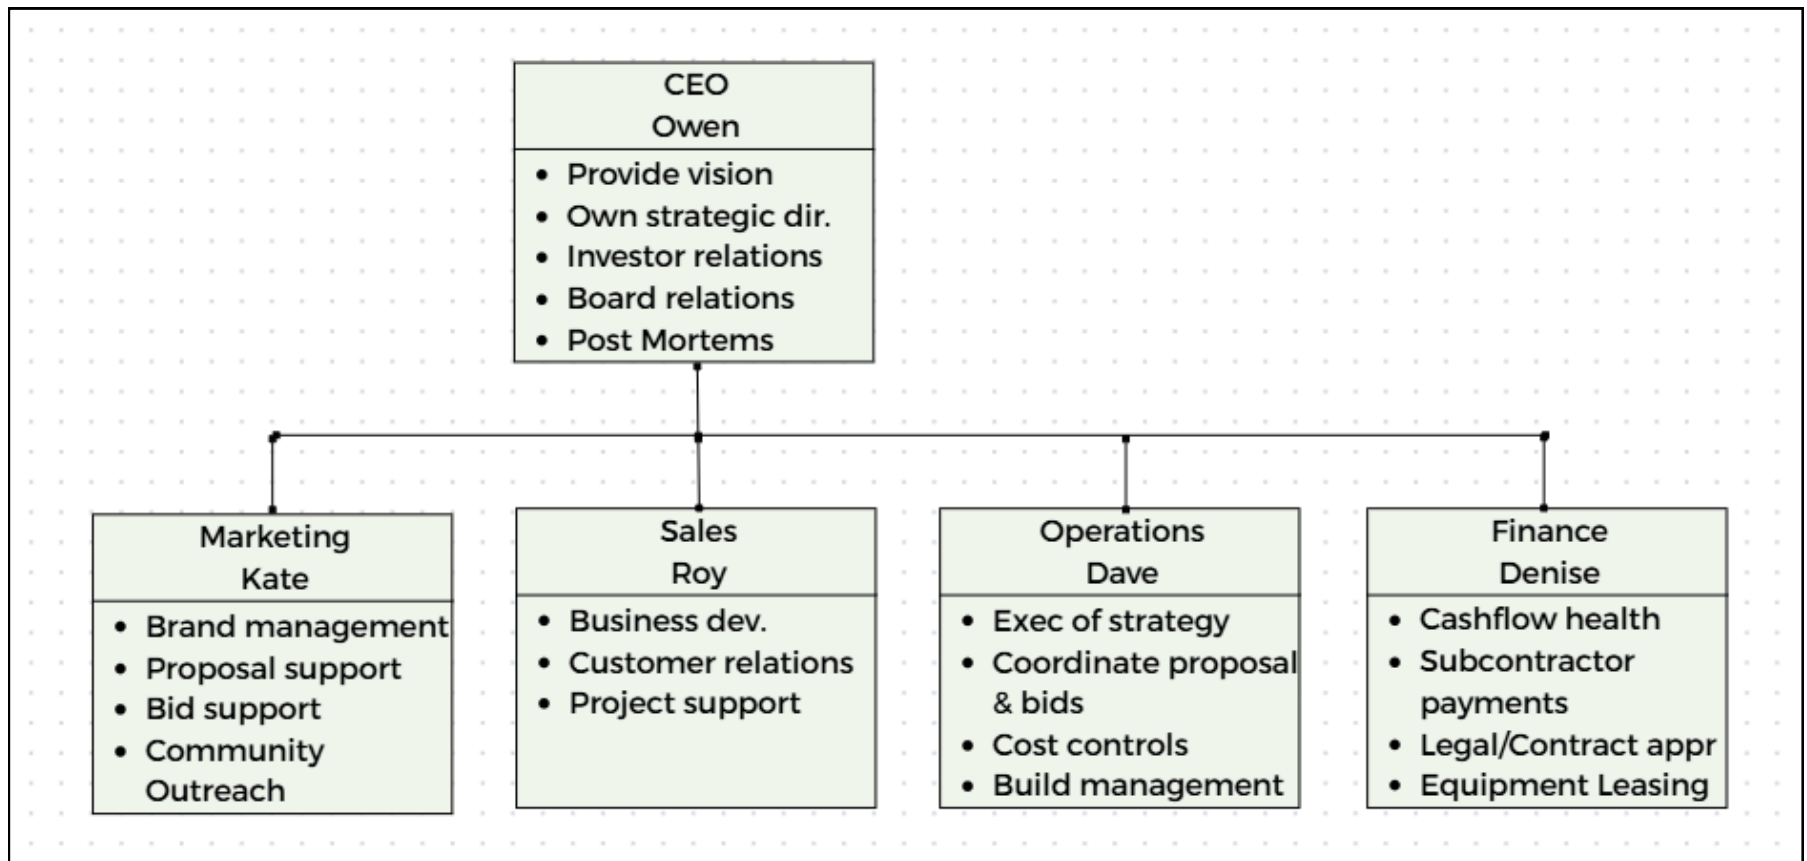 CEO
Owen
• Provide vision
• Own strategic dir.
• Investor relations
• Board relations
• Post Mortems
Marketing
Kate
• Brand management
• Proposal support
• Bid support
• Community
Outreach
Sales
Roy
• Business dev.
• Customer relations
• Project support
Operations
Dave
• Exec of strategy
• Coordinate proposal
& bids
• Cost controls
• Build management
Finance
Denise
• Cashflow health
• Subcontractor
payments
• Legal/Contract appr
• Equipment Leasing